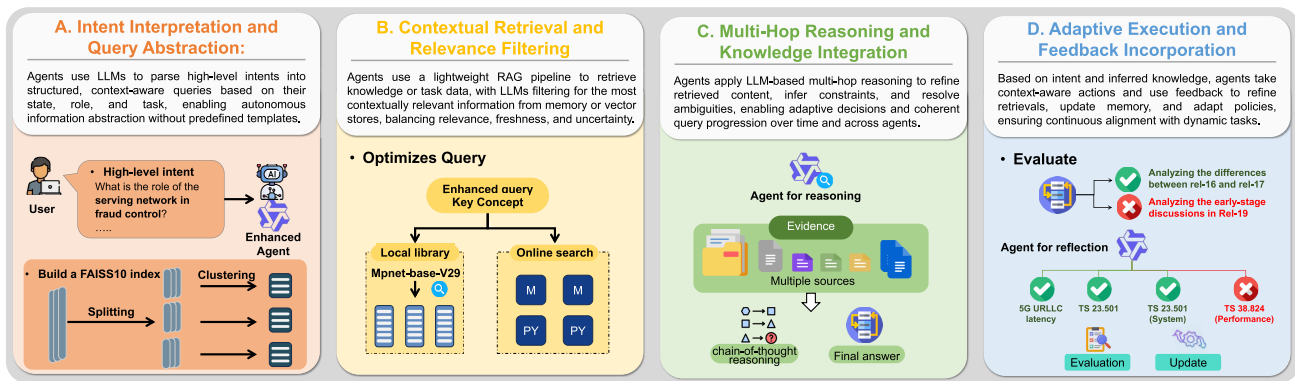 A. Intent Interpretation and
Query Abstraction:
Agents use LLMs to parse high-level intents into
structured, context-aware queries based on their
state, role, and task, enabling autonomous
information abstraction without predefined templates.
• High-level intent
What is the role of the
serving network in
fraud control?
.....
User
AI
Enhanced
Agent
• Build a FAISS10 index
Clustering
Splitting
B. Contextual Retrieval and
Relevance Filtering
Agents use a lightweight RAG pipeline to retrieve
knowledge or task data, with LLMs filtering for the most
contextually relevant information from memory or vector
stores, balancing relevance, freshness, and uncertainty.
• Optimizes Query
Enhanced query
Key Concept
Local library
Mpnet-base-V29
Online search
M
M
PY
PY
C. Multi-Hop Reasoning and
Knowledge Integration
Agents apply LLM-based multi-hop reasoning to refine
retrieved content, infer constraints, and resolve
ambiguities, enabling adaptive decisions and coherent
query progression over time and across agents.
Agent for reasoning
Evidence
Multiple sources
?
chain-of-thought
reasoning
Final answer
D. Adaptive Execution and
Feedback Incorporation
Based on intent and inferred knowledge, agents take
context-aware actions and use feedback to refine
retrievals, update memory, and adapt policies,
ensuring continuous alignment with dynamic tasks.
• Evaluate
Analyzing the differences
between rel-16 and rel-17
Analyzing the early-stage
discussions in Rel-19
Agent for reflection
5G URLLC
latency
TS 23.501
TS 23.501
(System)
TS 38.824
(Performance)
Evaluation
Update